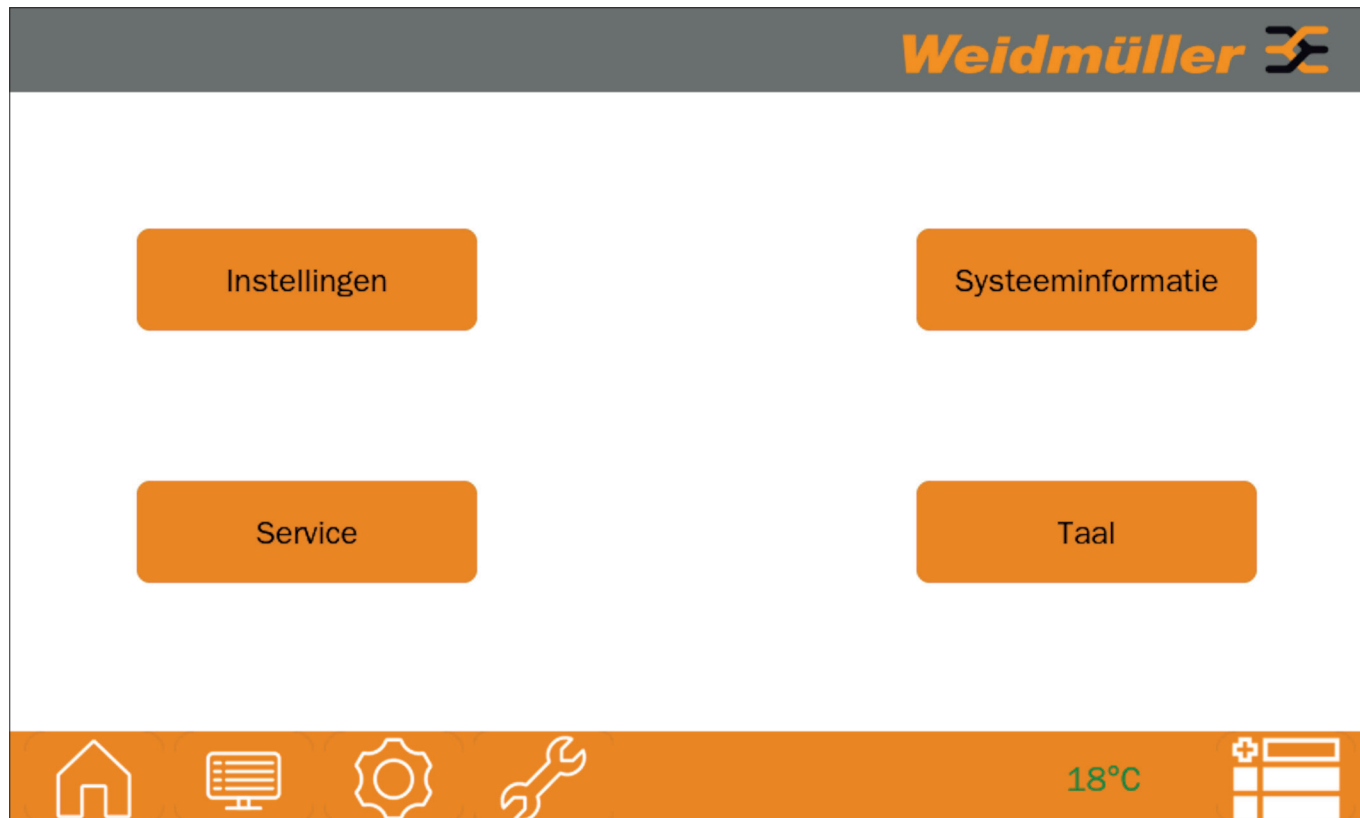 Weidmüller
Instellingen
Systeeminformatie
Service
Taal
18°C